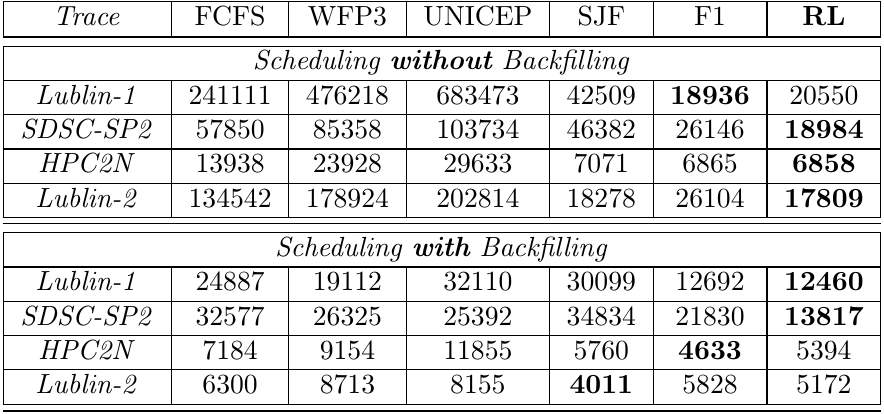 Trace FCFS WFP3 UNICEP SJF F1 RL
Scheduling without Backfilling
Lublin-1 241111 476218 683473 42509 18936 20550
SDSC-SP2 57850 85358 103734 46382 26146 18984
HPC2N 13938 23928 29633 7071 6865 6858
Lublin-2 134542 178924 202814 18278 26104 17809
Scheduling with Backfilling
Lublin-1 24887 19112 32110 30099 12692 12460
SDSC-SP2 32577 26325 25392 34834 21830 13817
HPC2N 7184 9154 11855 5760 4633 5394
Lublin-2 6300 8713 8155 4011 5828 5172